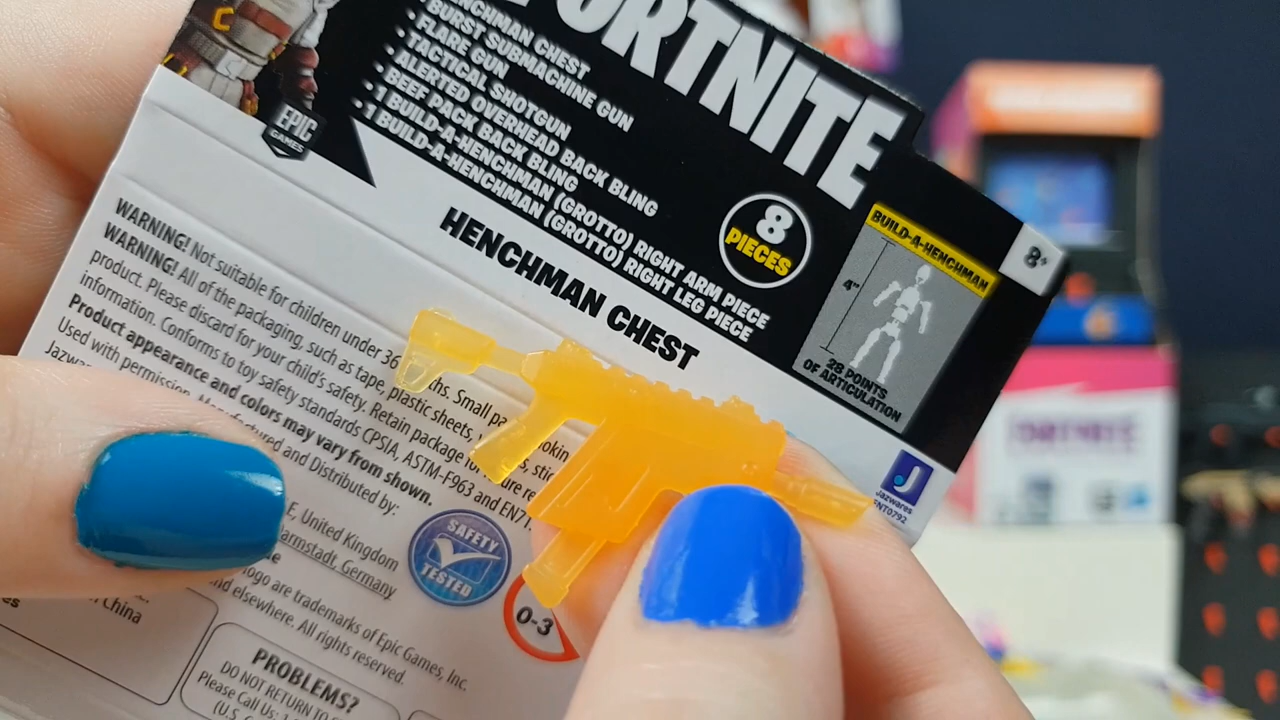 FORTNITE
HENCHMAN CHEST
• BURST SUBMACHINE GUN
• FLARE GUN
• TACTICAL SHOTGUN
• ALERTED OVERHEAD BACK BLING
• BEEF PACK BACK BLING
• 1 BUILD-A-HENCHMAN (GROTTO) RIGHT ARM PIECE
• 1 BUILD-A-HENCHMAN (GROTTO) RIGHT LEG PIECE
EPIC
GAMES
8
PIECES
BUILD-A-HENCHMAN
4"
28 POINTS
OF ARTICULATION
8+
HENCHMAN CHEST
WARNING! Not suitable for children under 36 Small
WARNING! All of the packaging, such as tape, plastic sheets,
product. Please discard for your child's safety. Retain package
information. Conforms to toy safety standards CPSIA, ASTM-F963 and EN71.
Product appearance and colors may vary from shown.
Used with permission. Manufactured and Distributed by:
E, United Kingdom
Darmstadt, Germany
logo are trademarks of Epic Games, Inc.
and elsewhere. All rights reserved.
China
SAFETY
TESTED
0-3
Jazwares
PROBLEMS?
DO NOT RETURN TO
Please Call Us:
(U.S.